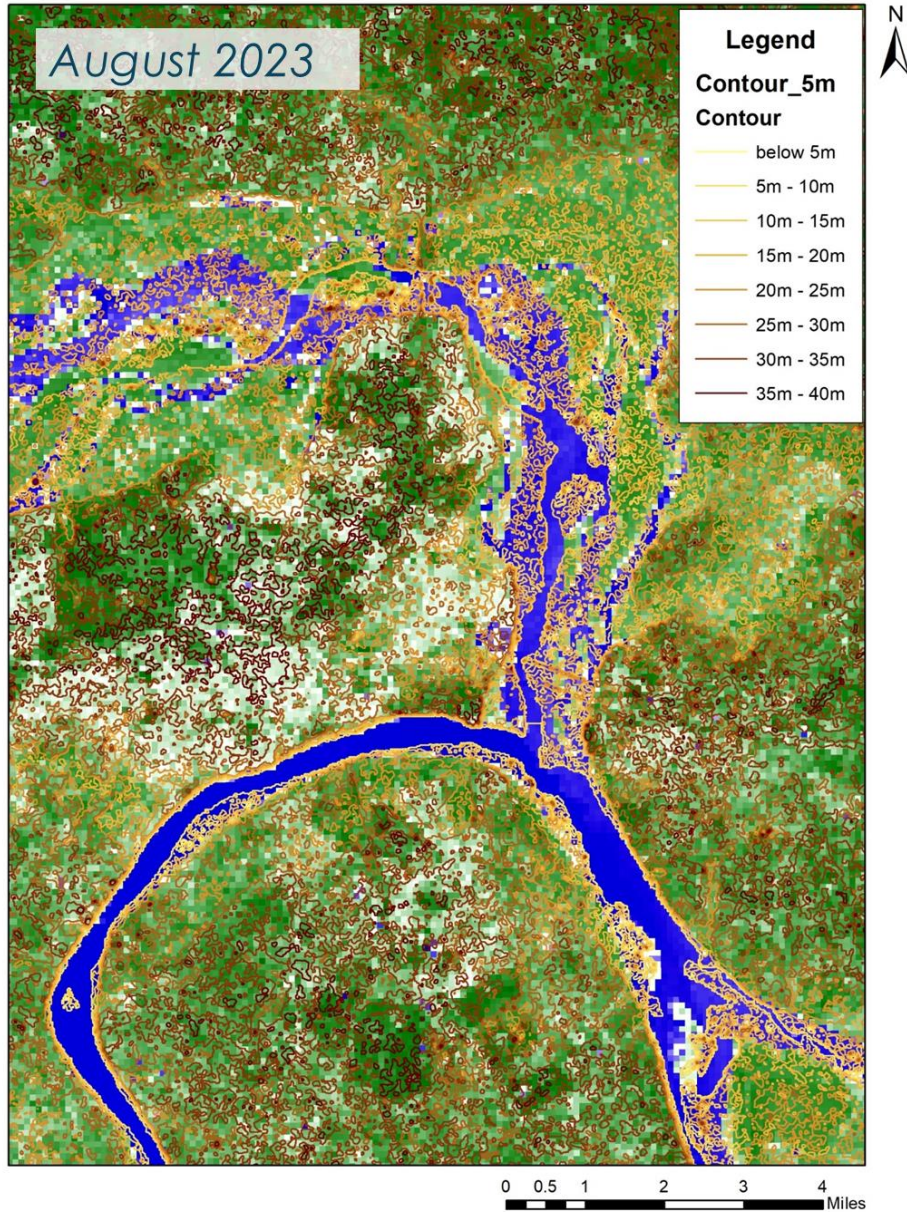 August 2023
N
Legend
Contour_5m
Contour
below 5m
5m - 10m
10m - 15m
15m - 20m
20m - 25m
25m - 30m
30m - 35m
35m - 40m
0 0.5 1 2 3 4
Miles